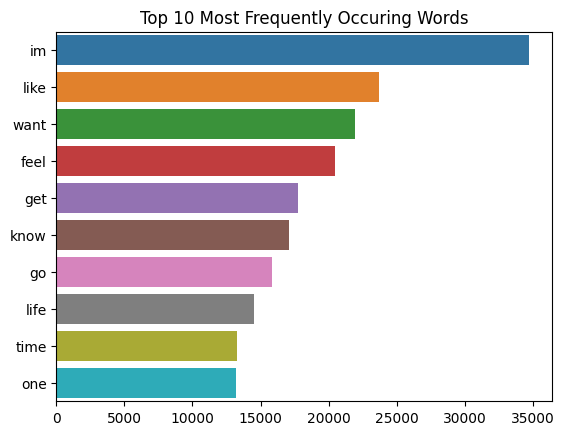 Top 10 Most Frequently Occuring Words
im
like
want
feel
get
know
go
life
time
one
0 5000 10000 15000 20000 25000 30000 35000